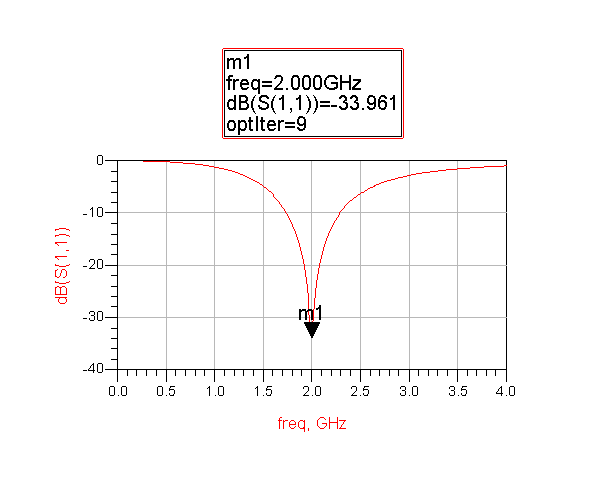 m1
freq=2.000GHz
dB(S(1,1))=-33.961
optIter=9
0
-10
-20
-30
-40
dB(S(1,1))
m1
0.0 0.5 1.0 1.5 2.0 2.5 3.0 3.5 4.0
freq, GHz